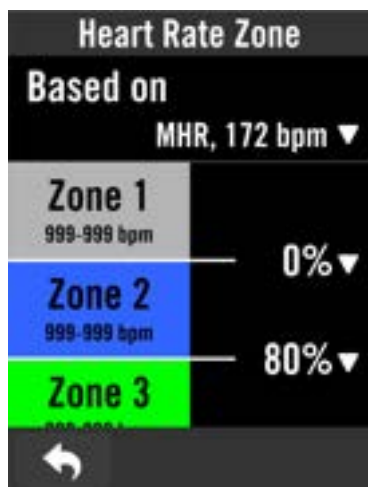 Heart Rate Zone
Based on
MHR, 172 bpm ▼
Zone 1
999-999 bpm
0% ▼
Zone 2
999-999 bpm
80% ▼
Zone 3